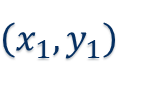 (x₁, y₁)